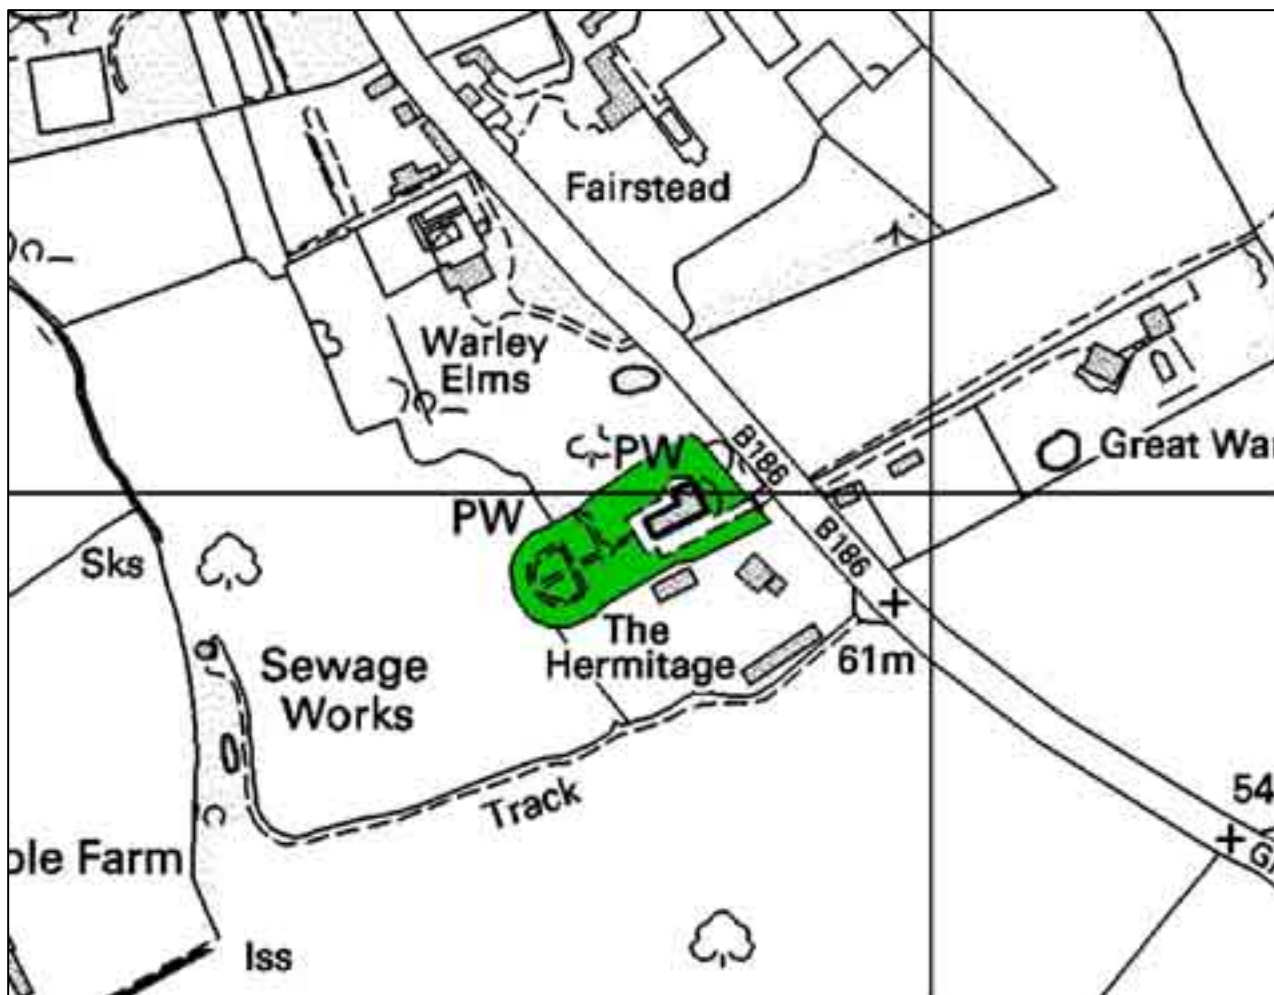 Fairstead
Warley
Elms
PW
B186
Great Wa
PW
B186
Sks
The
Hermitage
61m
Sewage
Works
Track
54
ole Farm
Iss